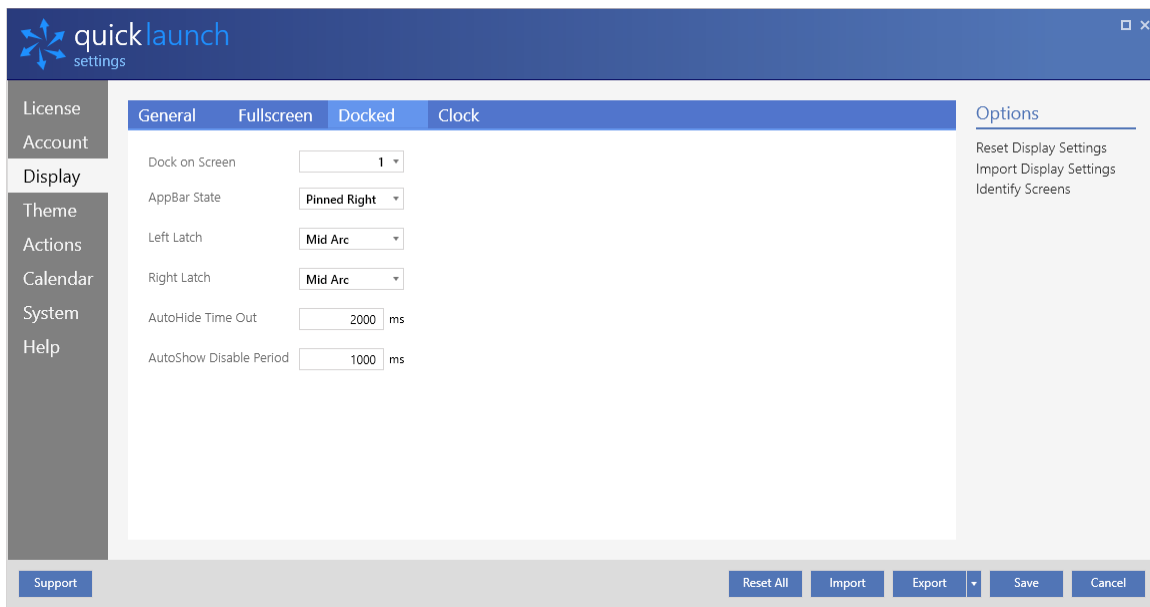 quicklaunch
settings
License
Account
Display
Theme
Actions
Calendar
System
Help
General Fullscreen Docked Clock
Dock on Screen 1
AppBar State Pinned Right
Left Latch Mid Arc
Right Latch Mid Arc
AutoHide Time Out 2000 ms
AutoShow Disable Period 1000 ms
Options
Reset Display Settings
Import Display Settings
Identify Screens
Support Reset All Import Export Save Cancel